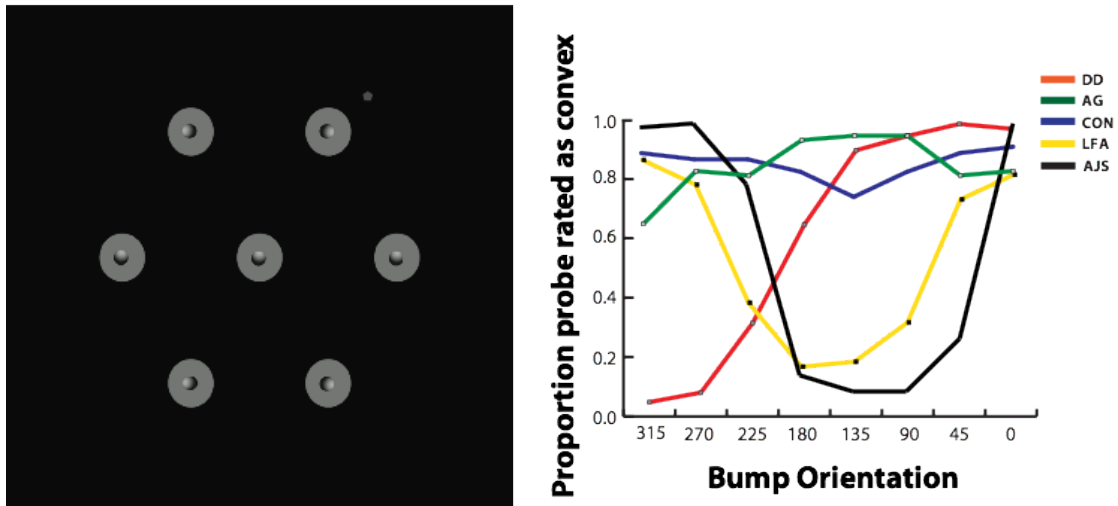 Proportion probe rated as convex
1.0
0.8
0.6
0.4
0.2
0.0
315 270 225 180 135 90 45 0
Bump Orientation
DD
AG
CON
LFA
AJS